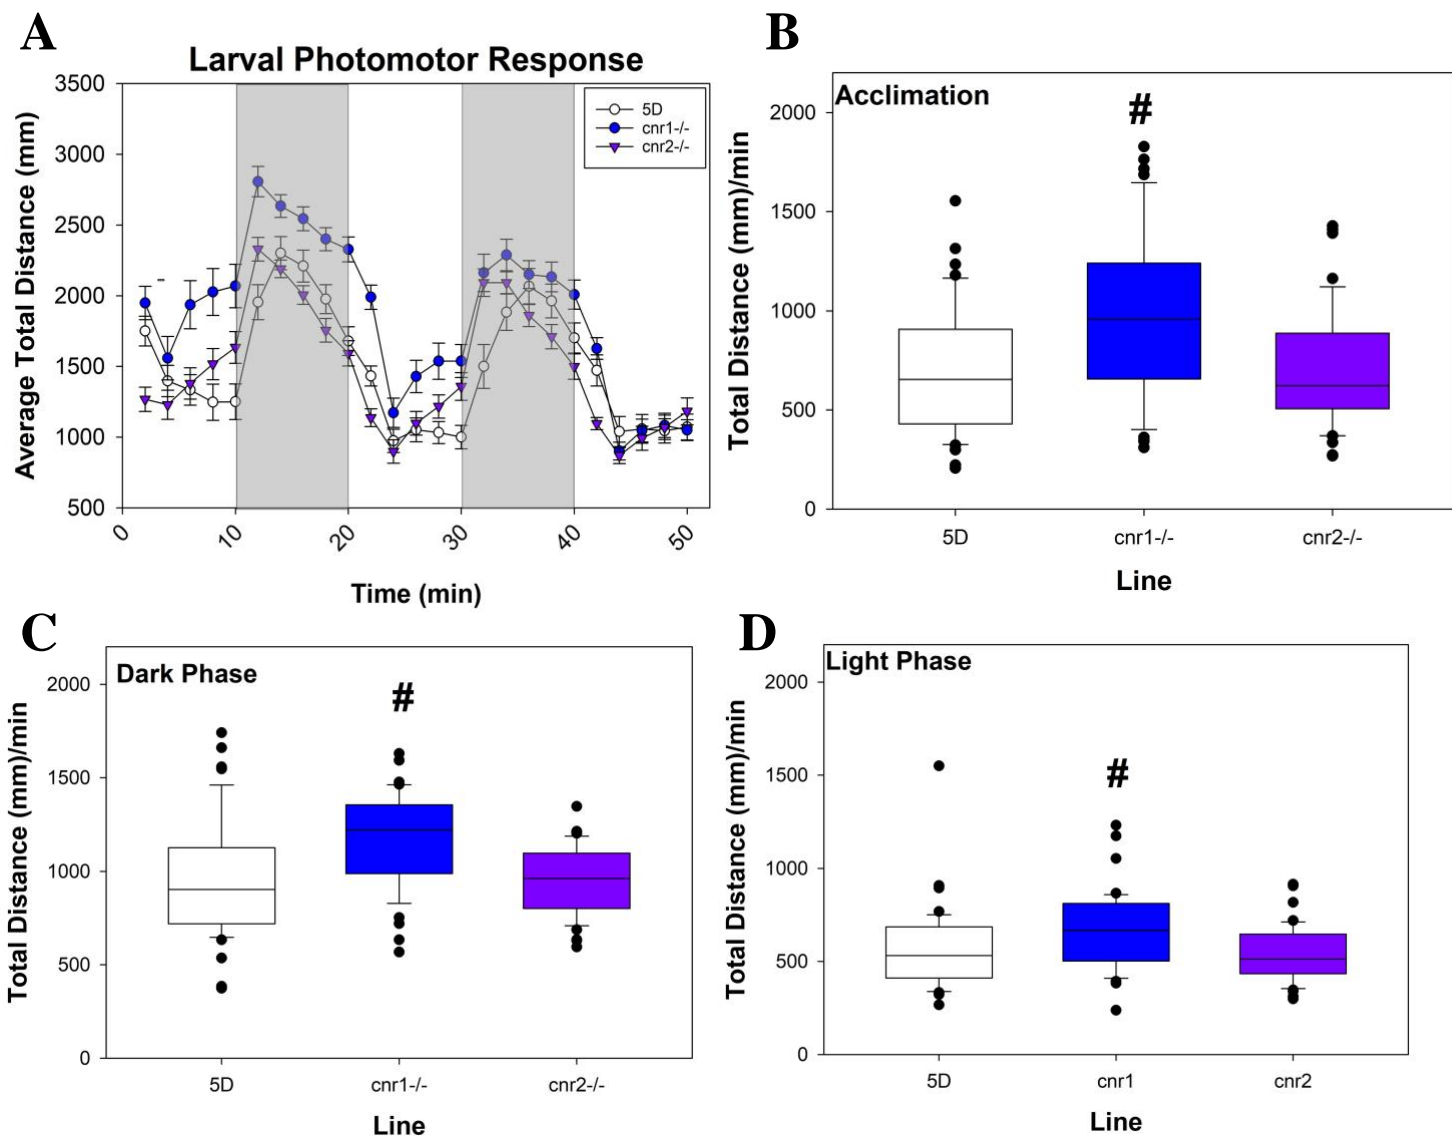 A
Larval Photomotor Response
Average Total Distance (mm)
3500
3000
2500
2000
1500
1000
500
0
10
20
30
40
50
Time (min)
5D
cnr1-/-
cnr2-/-
B
Acclimation
#
Total Distance (mm)/min
2000
1500
1000
500
0
5D
cnr1-/-
cnr2-/-
Line
C
Dark Phase
#
Total Distance (mm)/min
2000
1500
1000
500
0
5D
cnr1-/-
cnr2-/-
Line
D
Light Phase
#
Total Distance (mm)/min
2000
1500
1000
500
0
5D
cnr1
cnr2
Line